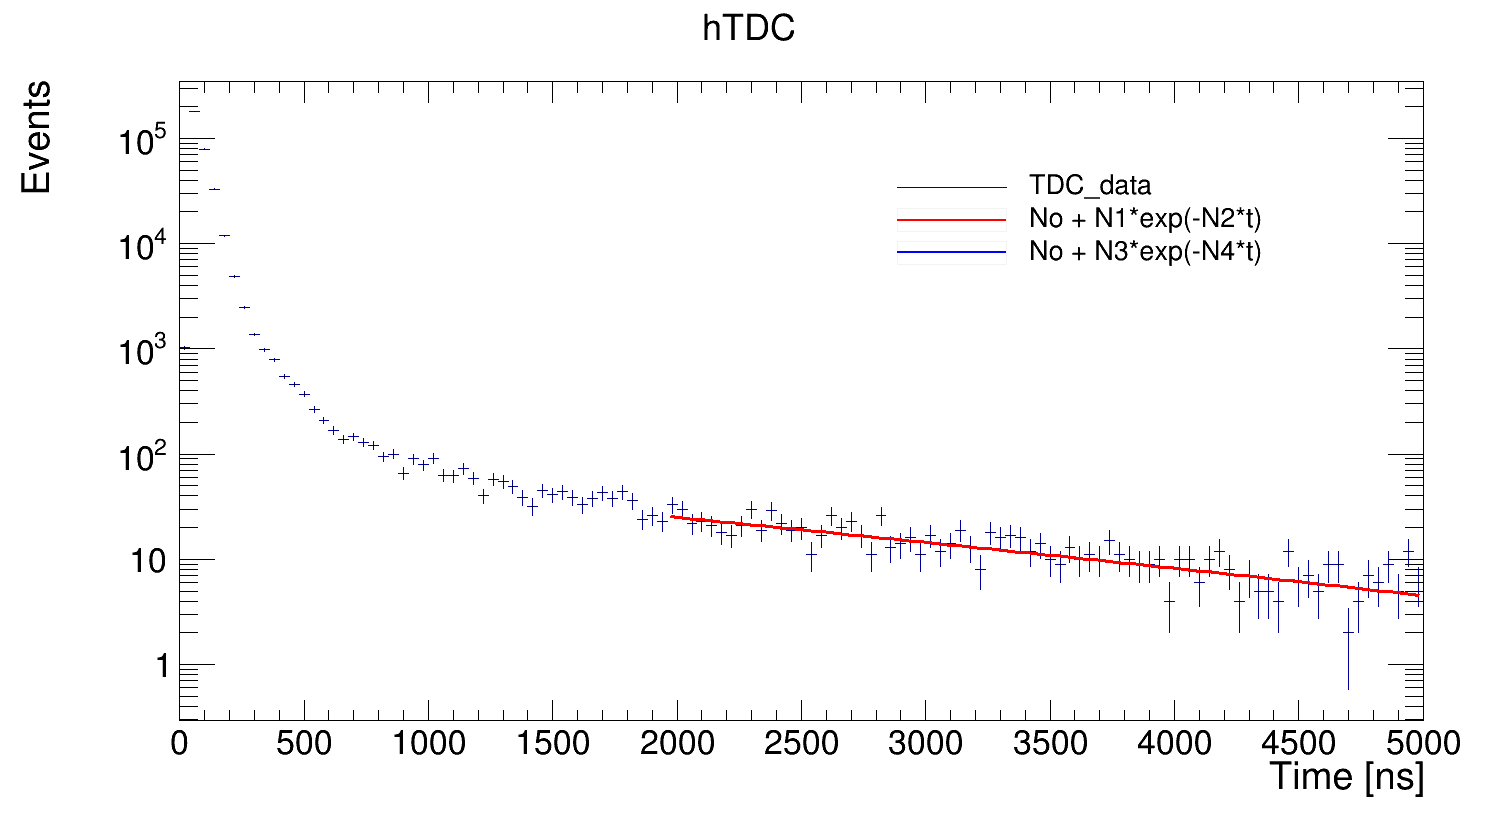 hTDC
Events
10^5
10^4
10^3
10^2
10
1
TDC_data
No + N1*exp(-N2*t)
No + N3*exp(-N4*t)
0 500 1000 1500 2000 2500 3000 3500 4000 4500 5000
Time [ns]